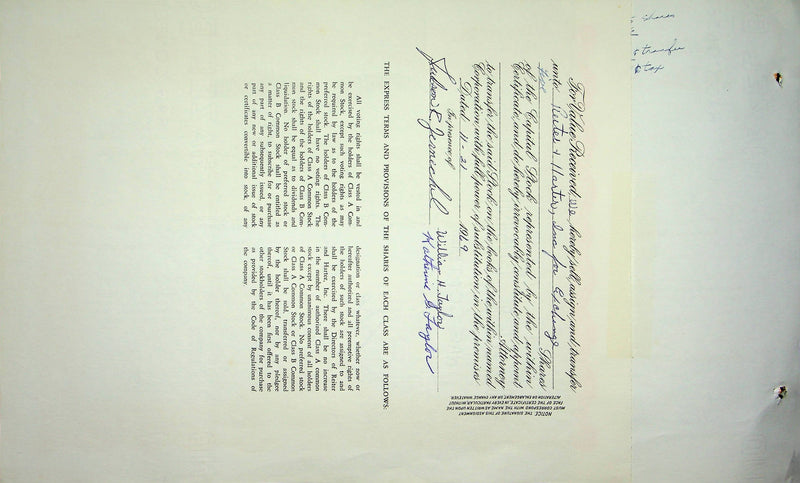 shares
transfer
tax
For Value Received, We hereby sell, assign and transfer
unto Reiter & Harter, Inc for Exchange
Shares
of the Capital Stock represented by the within
Certificate, and do hereby irrevocably constitute and appoint
Attorney
to transfer the said Stock on the books of the within named
Corporation with full power of substitution in the premises
Dated 11-21 1969
In presence of
William H. Taylor
Katherine G Taylor
NOTICE. THE SIGNATURE OF THIS ASSIGNMENT
MUST CORRESPOND WITH THE NAME AS WRITTEN UPON THE
FACE OF THE CERTIFICATE, IN EVERY PARTICULAR, WITHOUT
ALTERATION OR ENLARGEMENT, OR ANY CHANGE WHATEVER.
THE EXPRESS TERMS AND PROVISIONS OF THE SHARES OF EACH CLASS ARE AS FOLLOWS:
All voting rights shall be vested in and
be exercised by the holders of Class A Com-
mon Stock, except such voting rights as may
be required by law as to the holders of the
preferred stock. The holders of Class B Com-
mon Stock shall have no voting rights. The
rights of the holders of Class A Common Stock
and the rights of the holders of Class B Com-
mon stock shall be equal as to dividends and
liquidation. No holder of preferred stock or
Class B Common Stock shall be entitled as
a matter of right, to subscribe for or purchase
any part of any subsequently issued, or any
part of any new or additional issue of stock
or certificates convertible into stock of any
designation or class whatever, whether now or
hereafter authorized and all preemptive rights of
the holders of such stock are assigned to and
shall be exercised by the Directors of Reiter
and Harter, Inc. There shall be no increase
in the number of authorized Class A common
stock except by unanimous consent of all holders
of Class A Common Stock. No preferred stock
or Class A Common Stock or Class B Common
Stock shall be sold, transferred or assigned
by the holder thereof, nor by any pledgee
thereof, until it has been first offered to the
other stockholders of the company for purchase
as provided by the Code of Regulations of
the company.